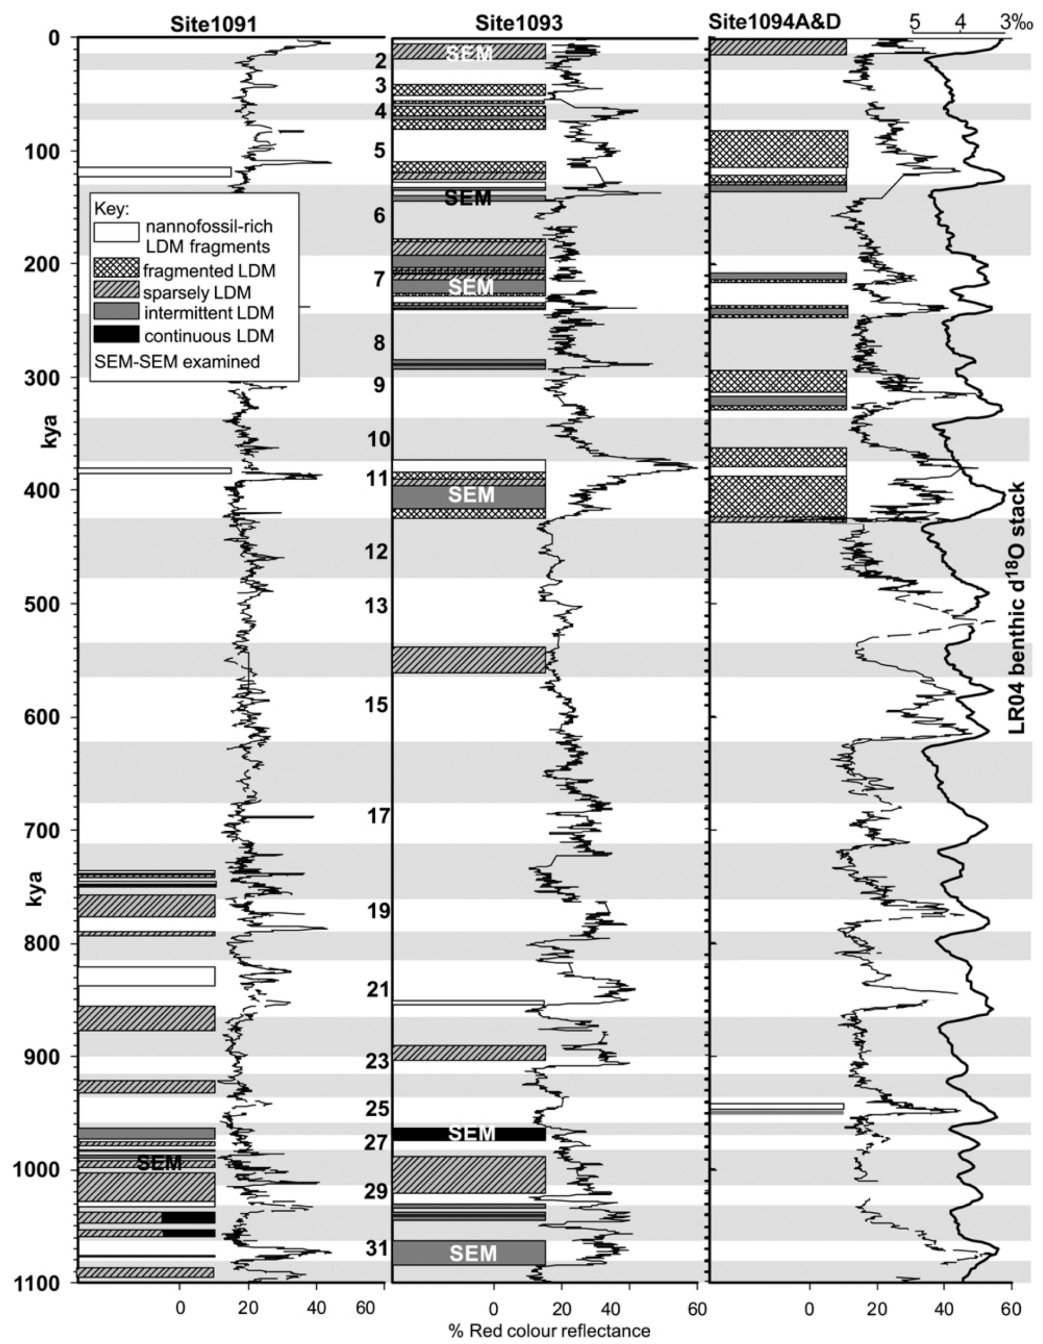 Site1091
Site1093
Site1094A&D
5 4 3‰
0
100
200
300
400
500
600
700
800
900
1000
1100
kya
kya
Key:
nannofossil-rich
LDM fragments
fragmented LDM
sparsely LDM
intermittent LDM
continuous LDM
SEM-SEM examined
SEM
2
3
4
5
6
7
8
9
10
11
12
13
15
17
19
21
23
25
27
29
31
SEM
SEM
SEM
SEM
SEM
SEM
LR04 benthic d18O stack
0 20 40 60
0 20 40 60
0 20 40 60
% Red colour reflectance